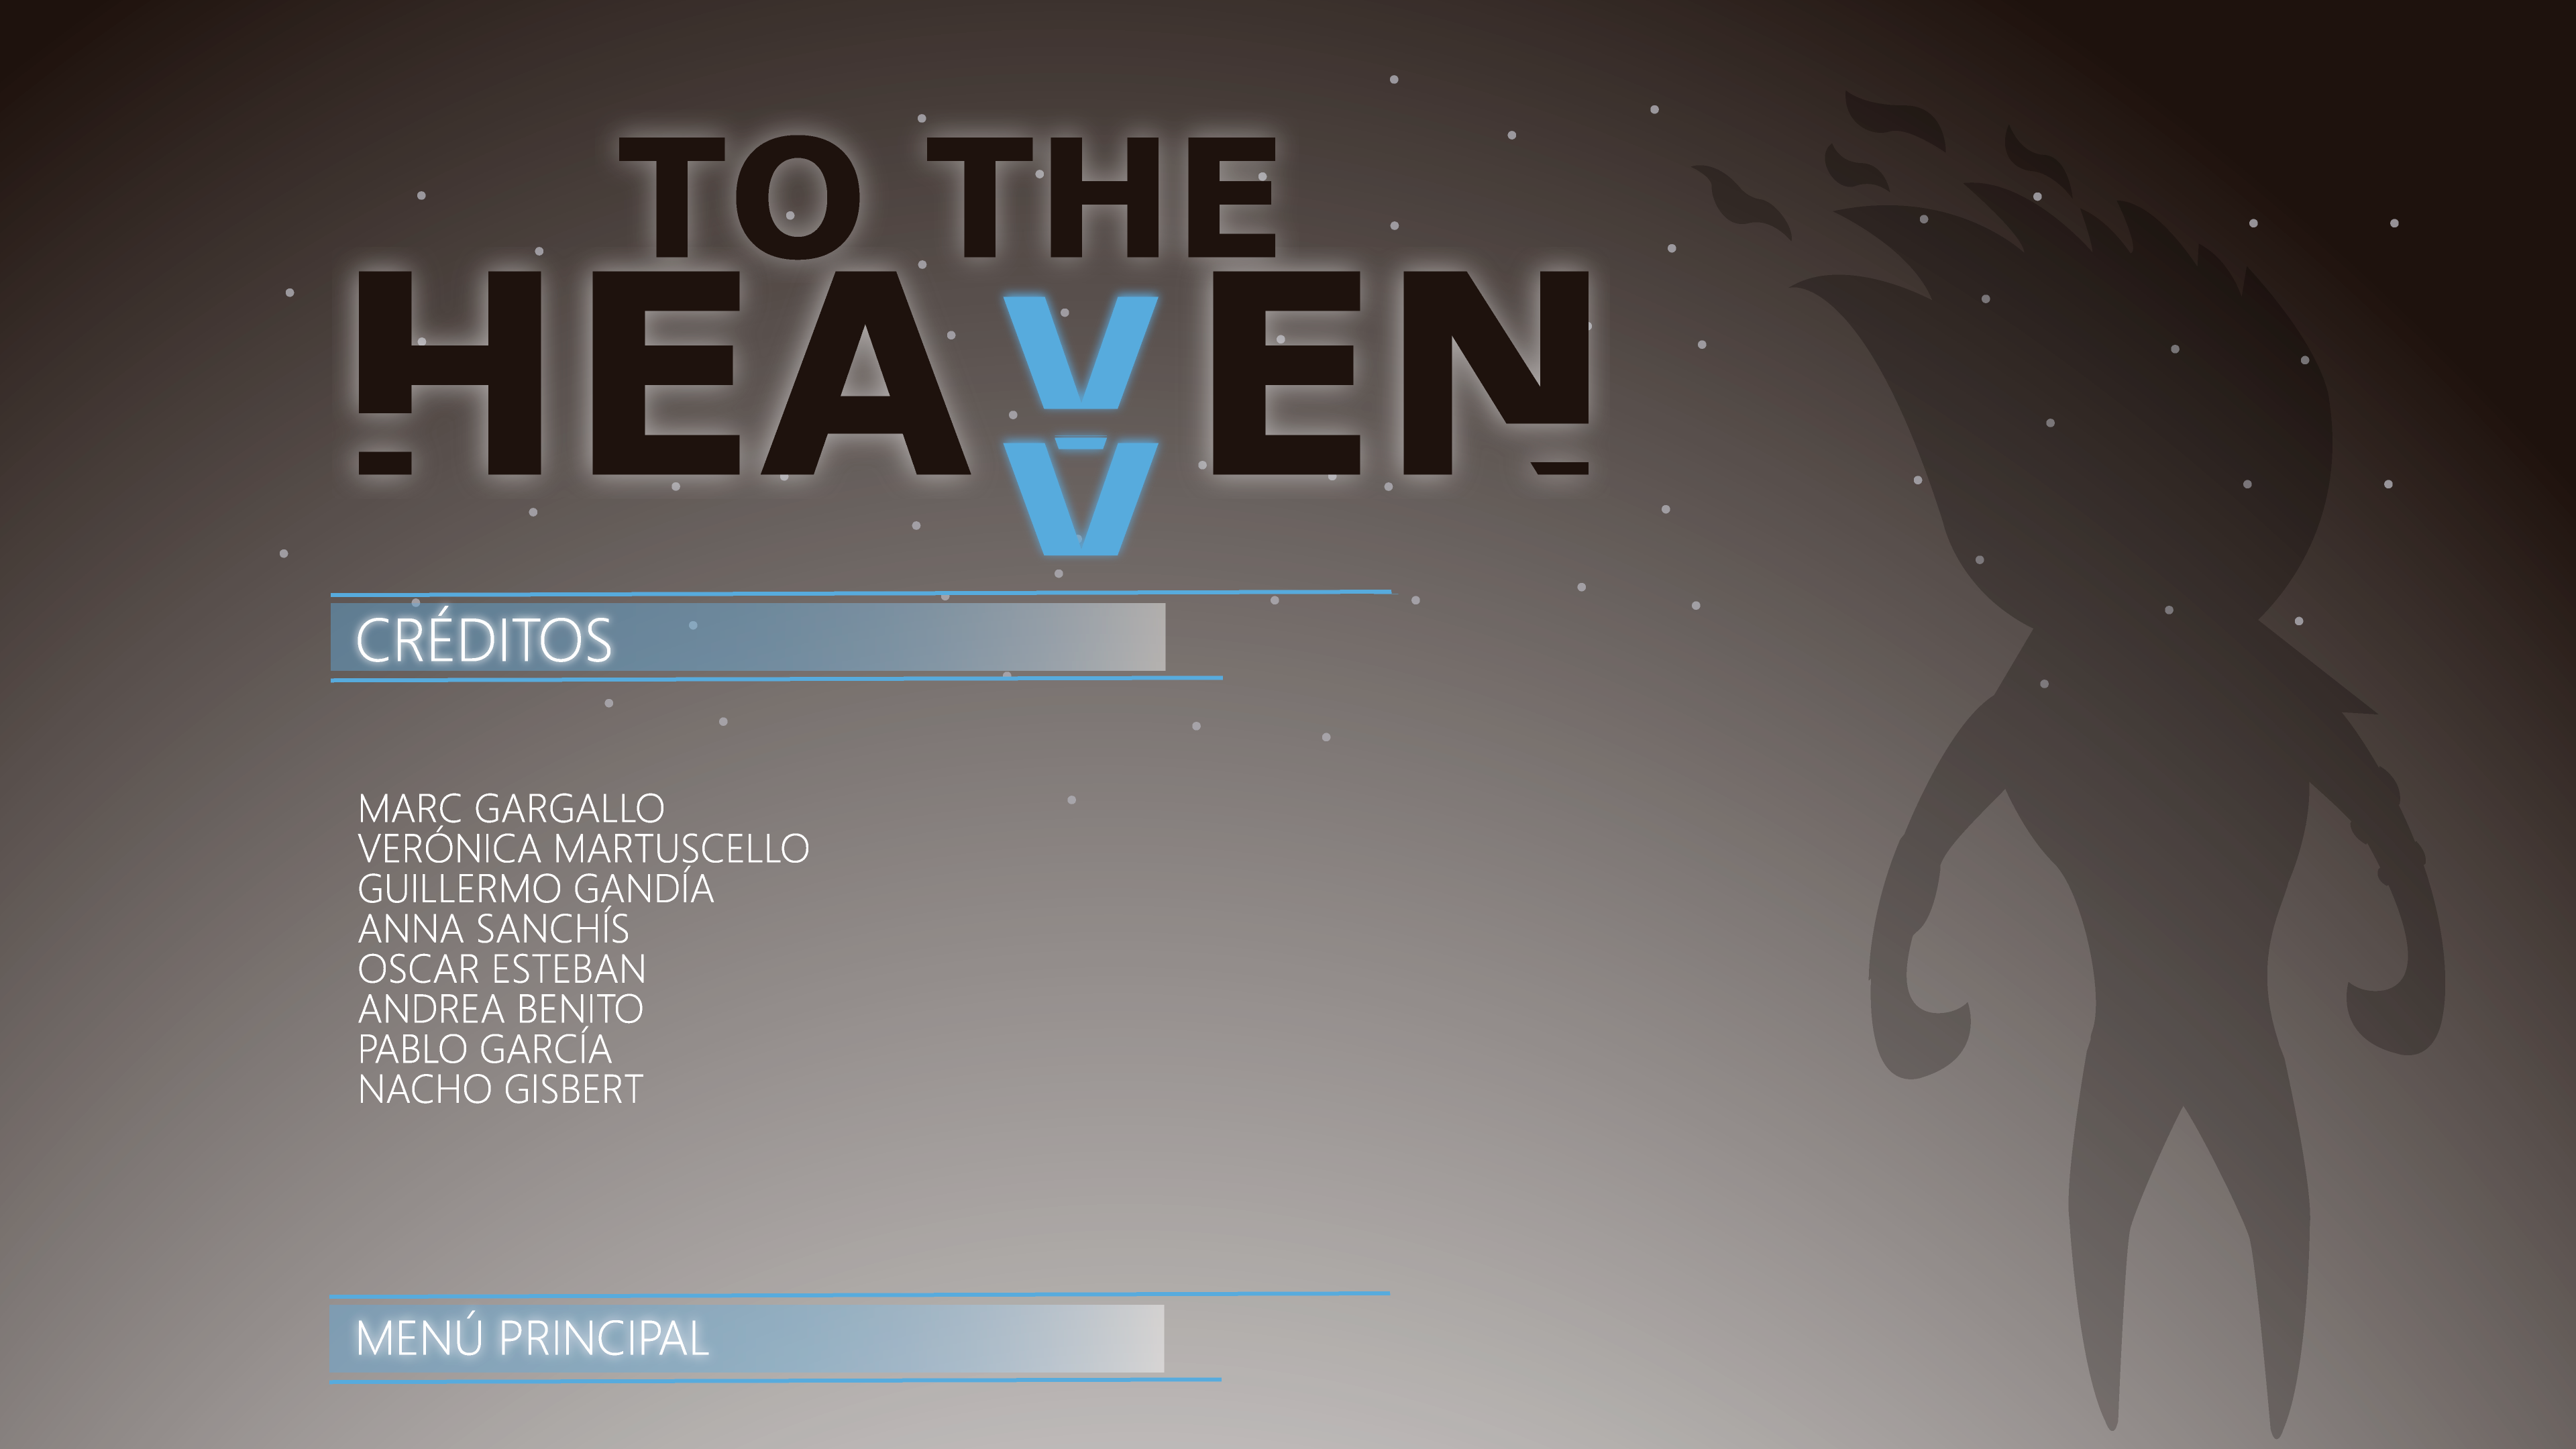 TO THE
HEAVEN
CRÉDITOS
MARC GARGALLO
VERÓNICA MARTUSCELLO
GUILLERMO GANDÍA
ANNA SANCHÍS
OSCAR ESTEBAN
ANDREA BENITO
PABLO GARCÍA
NACHO GISBERT
MENÚ PRINCIPAL